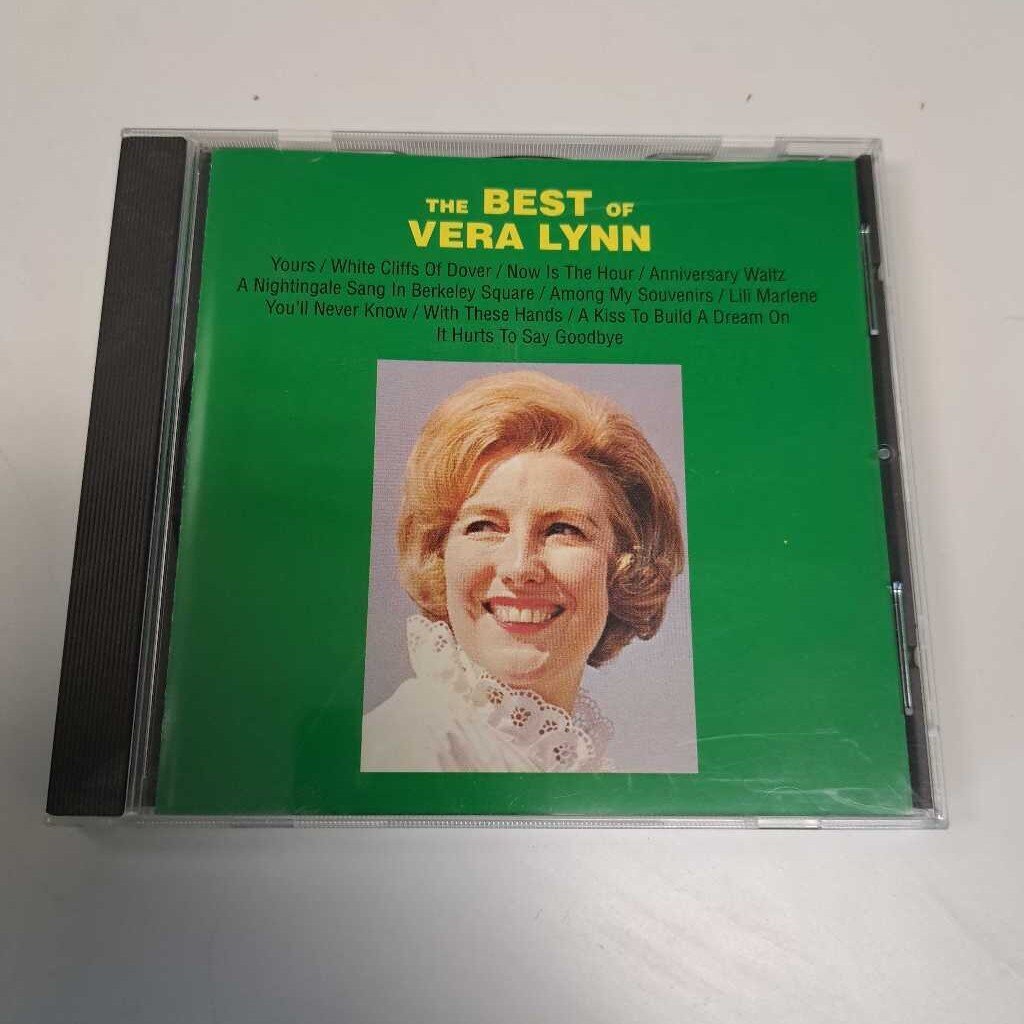 THE BEST OF
VERA LYNN
Yours / White Cliffs Of Dover / Now Is The Hour / Anniversary Waltz
A Nightingale Sang In Berkeley Square / Among My Souvenirs / Lili Marlene
You'll Never Know / With These Hands / A Kiss To Build A Dream On
It Hurts To Say Goodbye